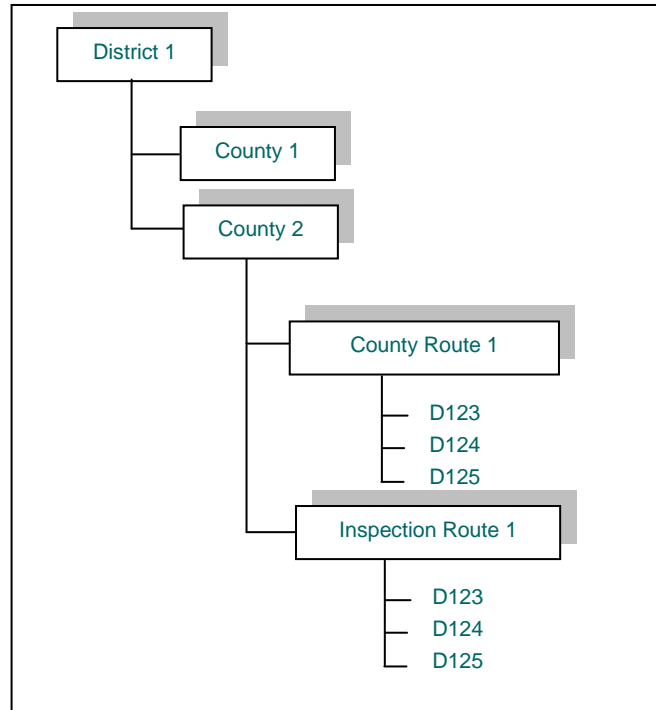 District 1
County 1
County 2
County Route 1
D123
D124
D125
Inspection Route 1
D123
D124
D125